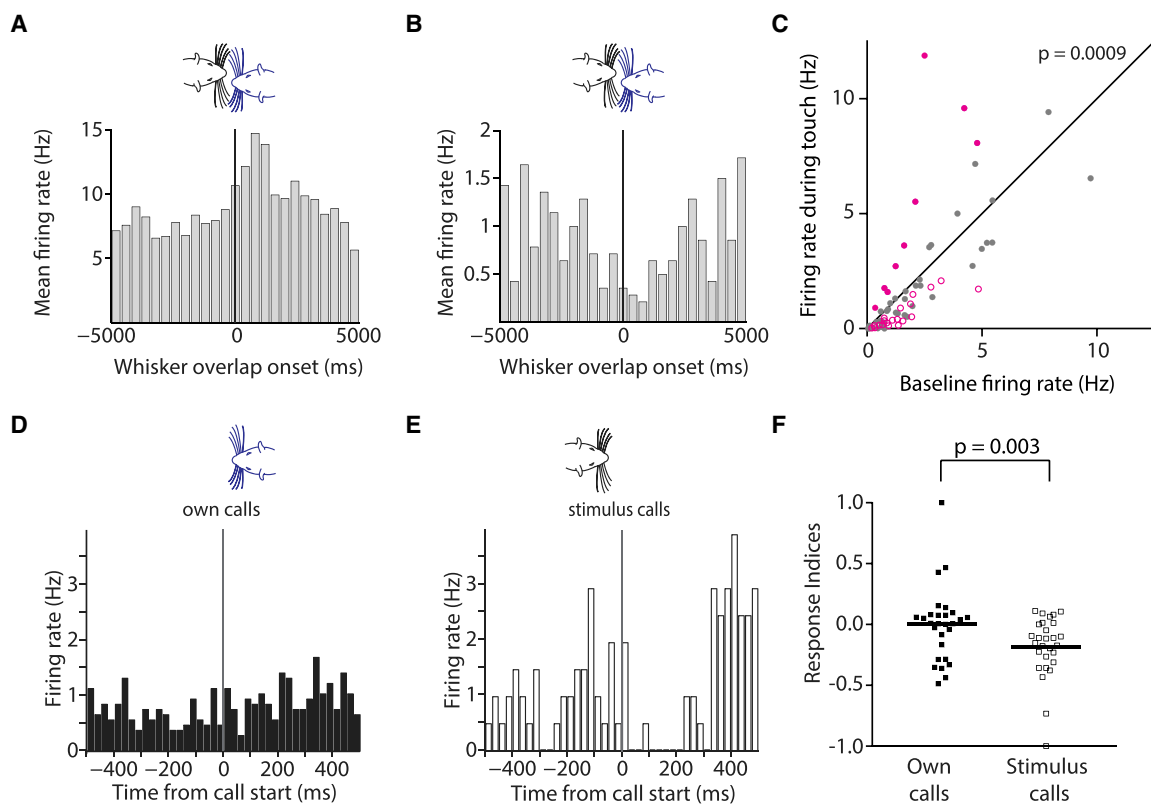 A
Mean firing rate (Hz)
15
10
5
−5000
0
5000
Whisker overlap onset (ms)
B
Mean firing rate (Hz)
2
1.5
1
0.5
−5000
0
5000
Whisker overlap onset (ms)
C
p = 0.0009
Firing rate during touch (Hz)
10
5
0
0
5
10
Baseline firing rate (Hz)
D
own calls
Firing rate (Hz)
3
2
1
0
−400
−200
0
200
400
Time from call start (ms)
E
stimulus calls
Firing rate (Hz)
3
2
1
0
−400
−200
0
200
400
Time from call start (ms)
F
p = 0.003
Response Indices
1.0
0.5
0.0
-0.5
-1.0
Own
calls
Stimulus
calls